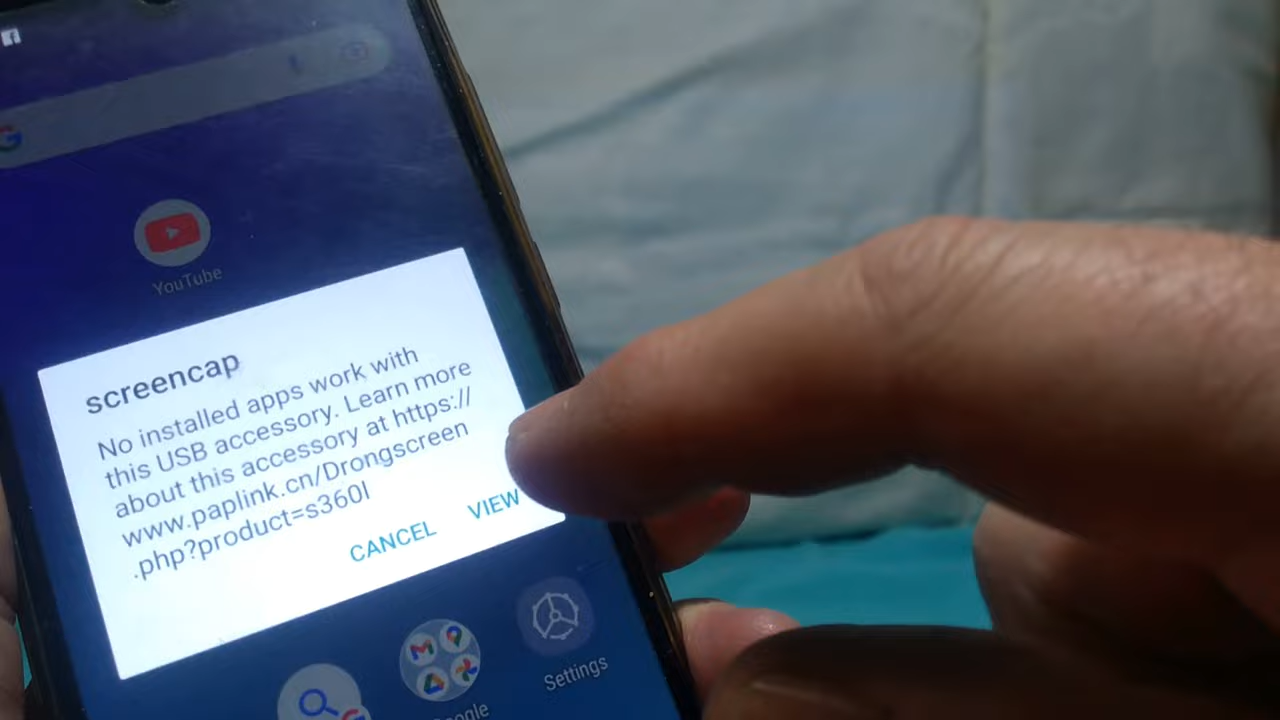 YouTube
screencap
No installed apps work with
this USB accessory. Learn more
about this accessory at https://
www.paplink.cn/Drongscreen
.php?product=s360l
CANCEL VIEW
Google
Settings